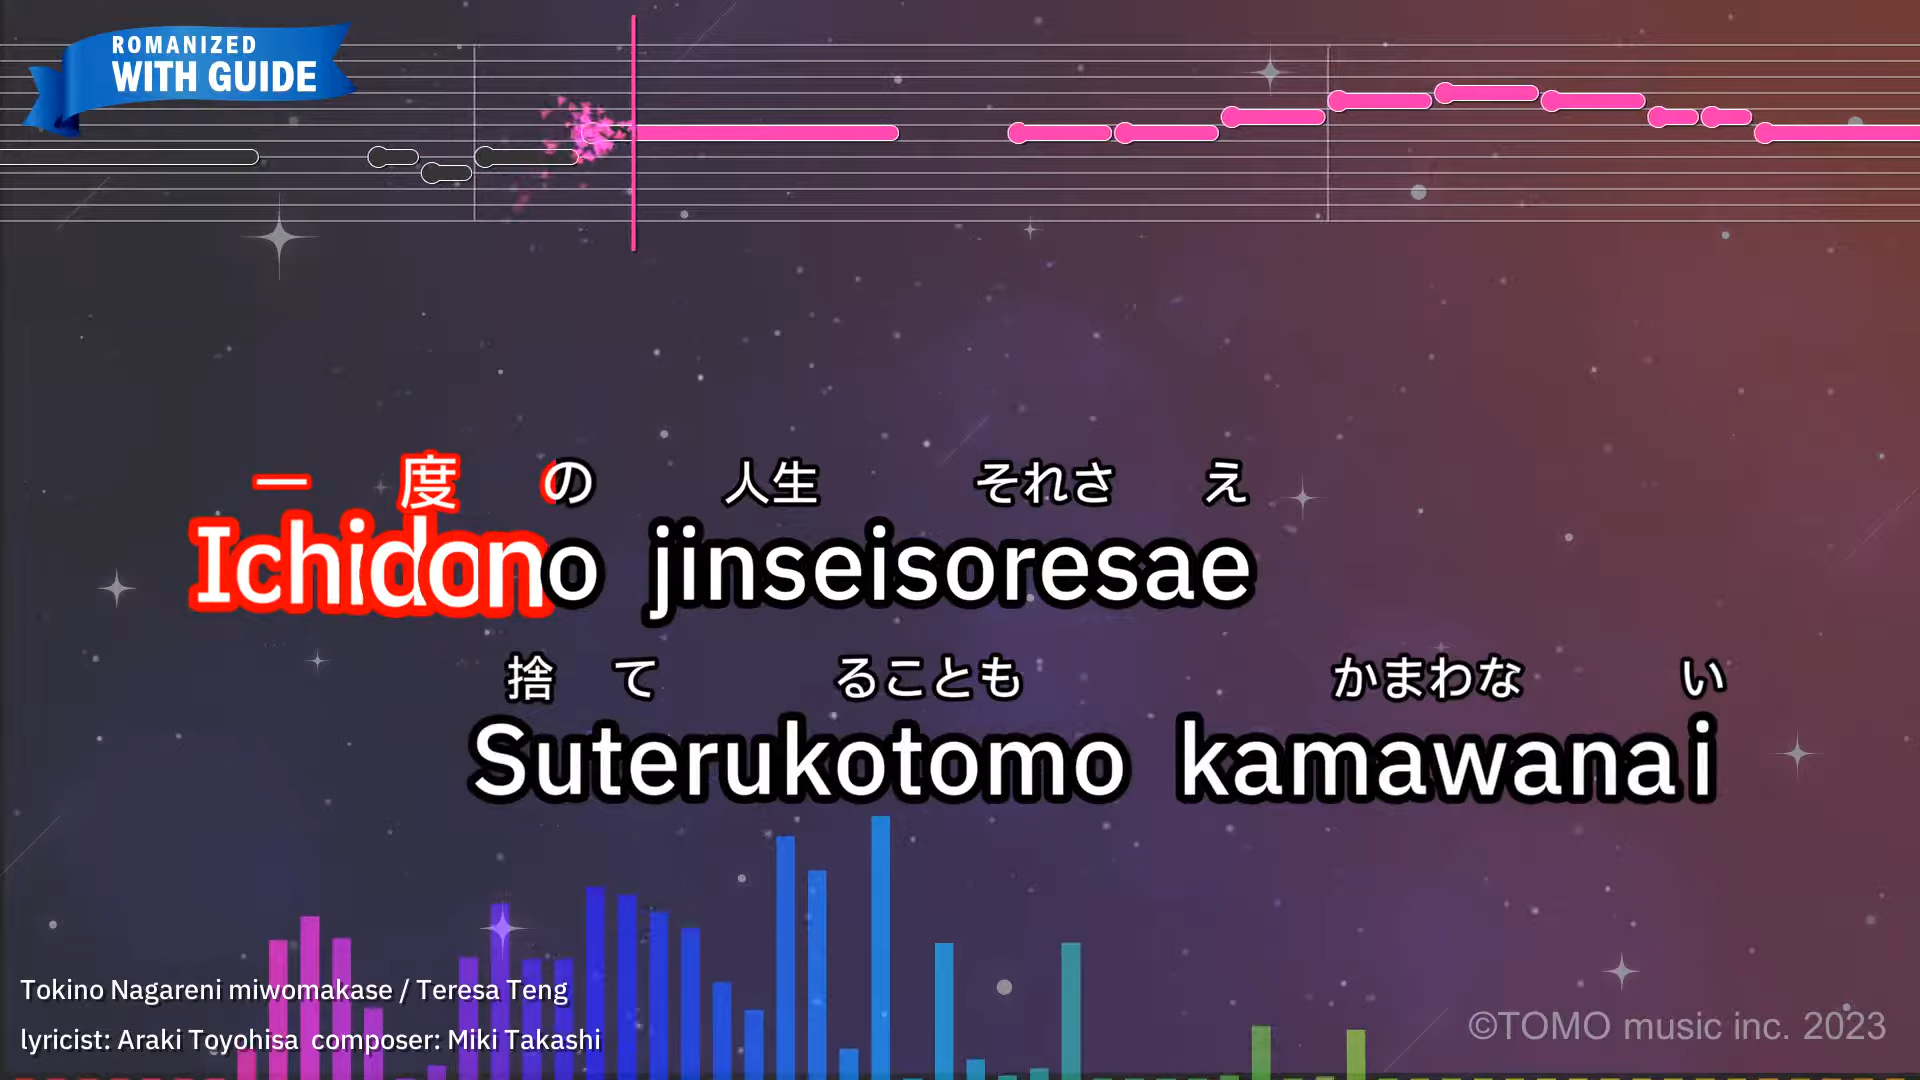 ROMANIZED
WITH GUIDE
一 度 の 人生 それさ え
Ichidono jinseisoresae
捨 て ることも かまわな い
Suterukotomo kamawanai
Tokino Nagareni miwomakase / Teresa Teng
lyricist: Araki Toyohisa composer: Miki Takashi
©TOMO music inc. 2023